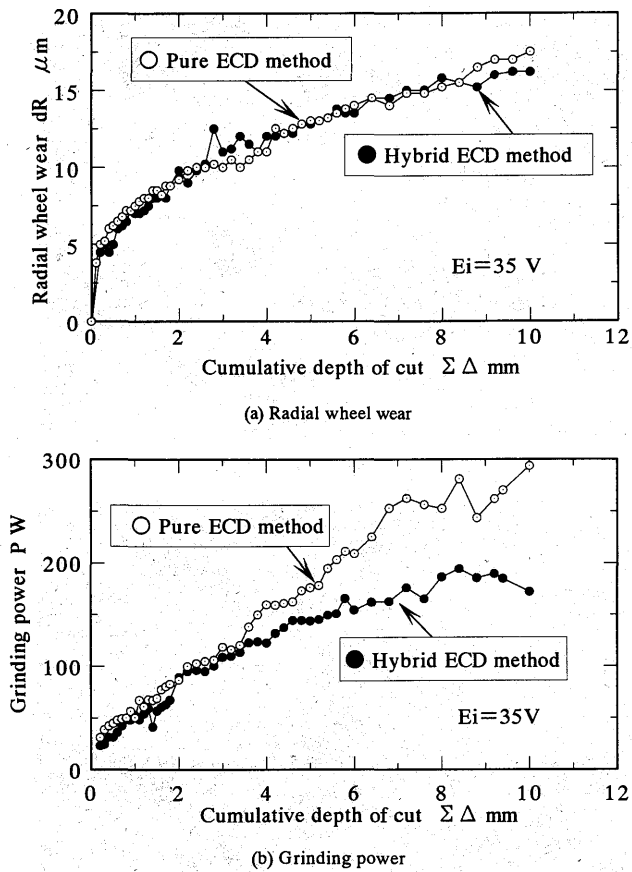 20
15
10
5
0
Radial wheel wear dR μm
Pure ECD method
Hybrid ECD method
Ei=35 V
0 2 4 6 8 10 12
Cumulative depth of cut Σ Δ mm
(a) Radial wheel wear
300
200
100
0
Grinding power P W
Pure ECD method
Hybrid ECD method
Ei=35V
0 2 4 6 8 10 12
Cumulative depth of cut Σ Δ mm
(b) Grinding power